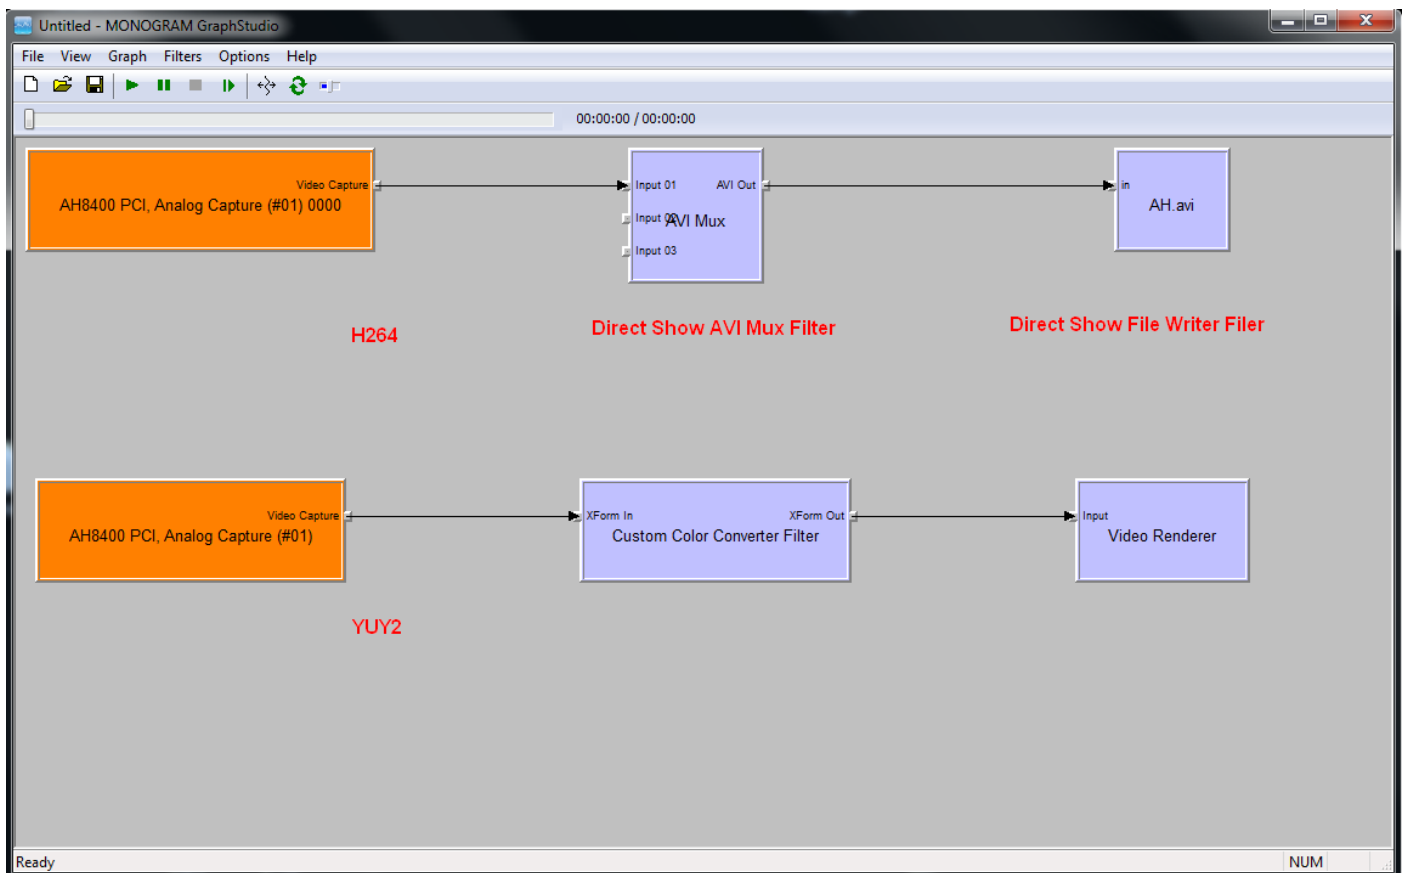 Untitled - MONOGRAM GraphStudio
File View Graph Filters Options Help
00:00:00 / 00:00:00
Video Capture
AH8400 PCI, Analog Capture (#01) 0000
Input 01 AVI Out
Input 02 AVI Mux
Input 03
in
AH.avi
H264
Direct Show AVI Mux Filter
Direct Show File Writer Filer
Video Capture
AH8400 PCI, Analog Capture (#01)
XForm In XForm Out
Custom Color Converter Filter
Input
Video Renderer
YUY2
Ready NUM